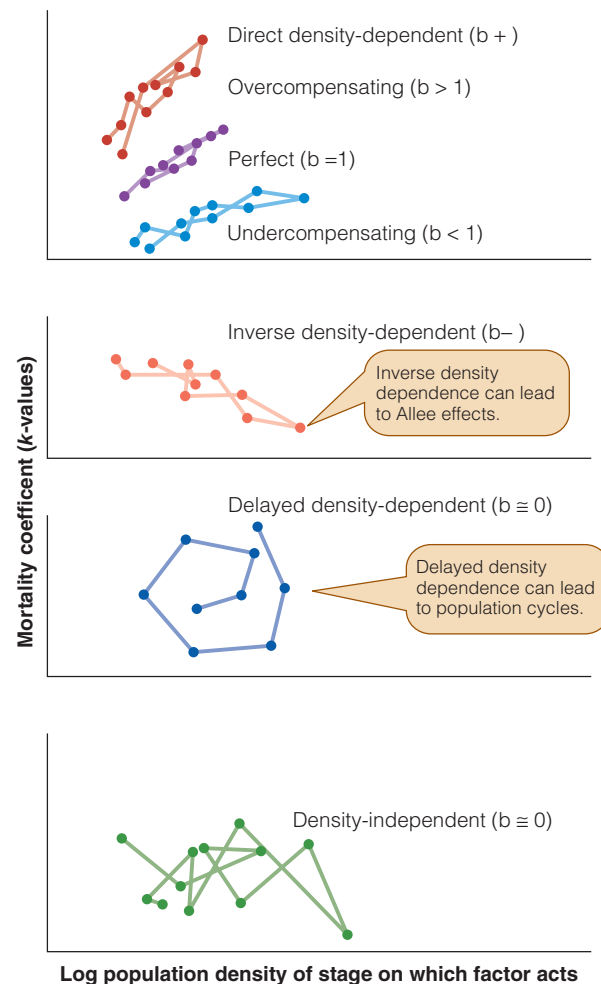 Direct density-dependent (b + )
Overcompensating (b > 1)
Perfect (b =1)
Undercompensating (b < 1)
Mortality coefficent (k-values)
Inverse density-dependent (b– )
Inverse density
dependence can lead
to Allee effects.
Delayed density-dependent (b ≅ 0)
Delayed density
dependence can lead
to population cycles.
Density-independent (b ≅ 0)
Log population density of stage on which factor acts